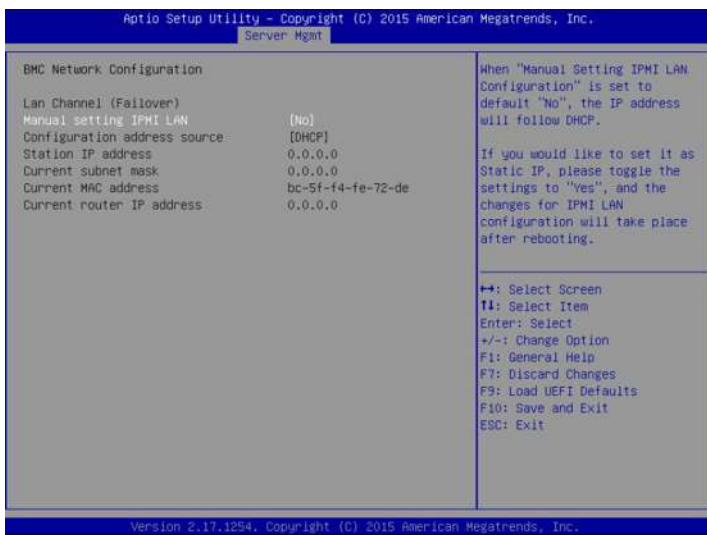 Aptio Setup Utility – Copyright (C) 2015 American Megatrends, Inc.
Server Mgmt
BMC Network Configuration
Lan Channel (Failover)
Manual setting IPMI LAN [No]
Configuration address source [DHCP]
Station IP address 0.0.0.0
Current subnet mask 0.0.0.0
Current MAC address bc-5f-f4-fe-72-de
Current router IP address 0.0.0.0
When "Manual Setting IPMI LAN
Configuration" is set to
default "No", the IP address
will follow DHCP.
If you would like to set it as
Static IP, please toggle the
settings to "Yes", and the
changes for IPMI LAN
configuration will take place
after rebooting.
↔: Select Screen
↑↓: Select Item
Enter: Select
+/-: Change Option
F1: General Help
F7: Discard Changes
F9: Load UEFI Defaults
F10: Save and Exit
ESC: Exit
Version 2.17.1254. Copyright (C) 2015 American Megatrends, Inc.